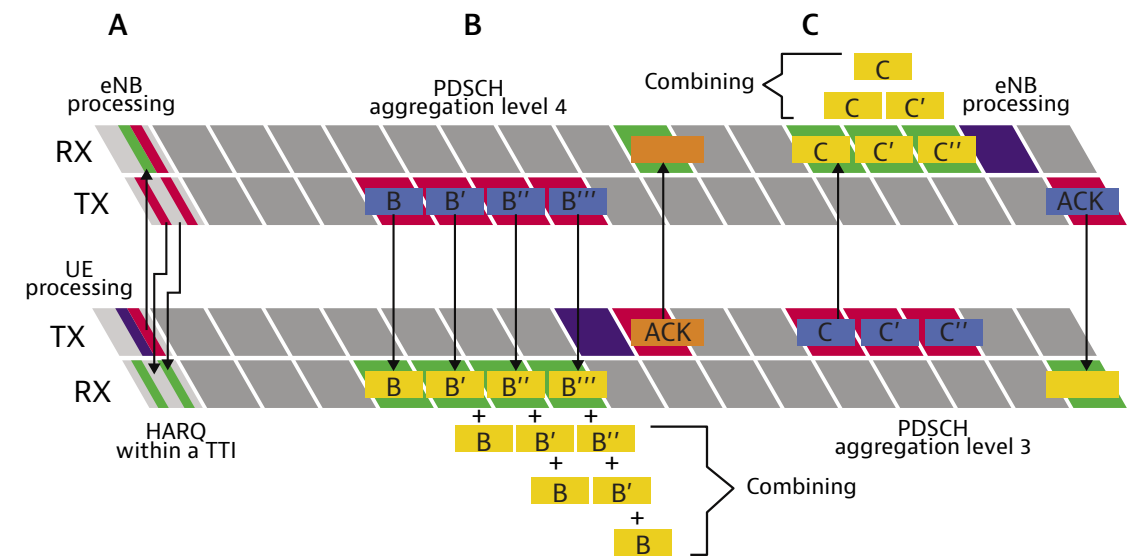 A
B
C
eNB
processing
PDSCH
aggregation level 4
Combining
C
C C′
eNB
processing
RX
C C′ C′′
TX
B B′ B′′ B′′′
ACK
UE
processing
TX
ACK
C C′ C′′
RX
B B′ B′′ B′′′
+ + +
HARQ
within a TTI
B B′ B′′
PDSCH
aggregation level 3
+ +
B B′
Combining
+
B